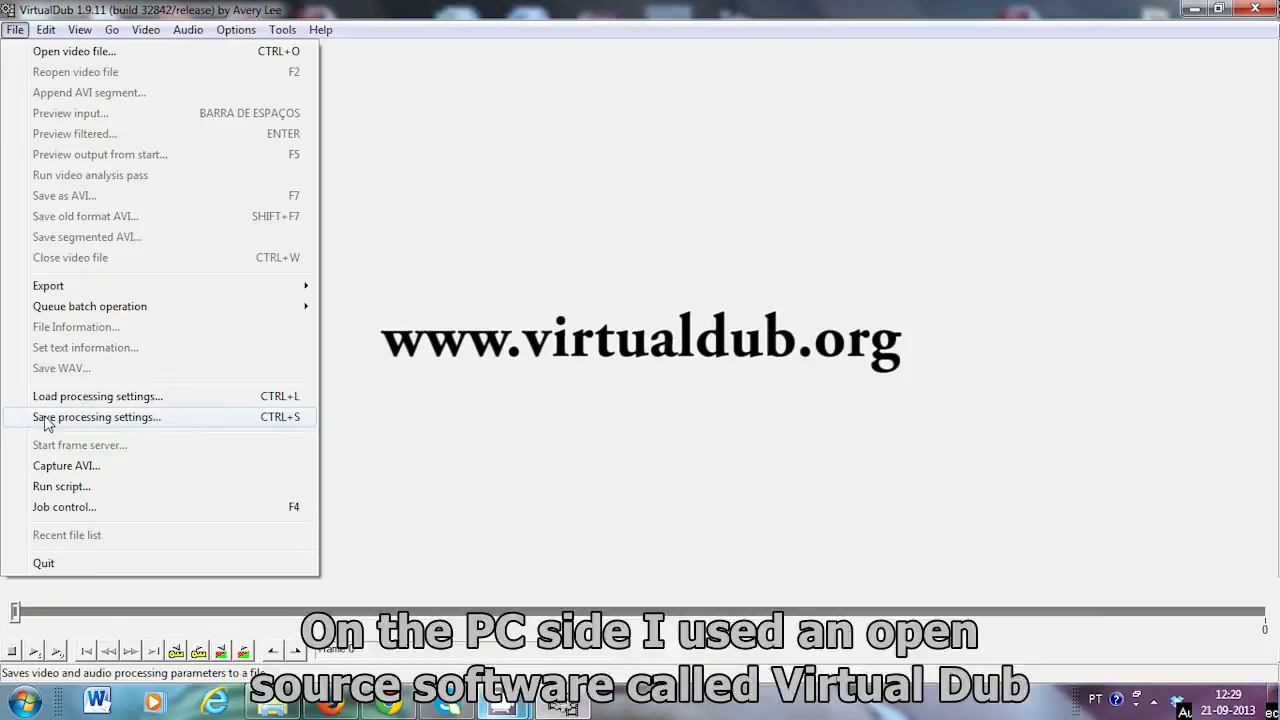 VirtualDub 1.9.11 (build 32842/release) by Avery Lee
File Edit View Go Video Audio Options Tools Help
Open video file... CTRL+O
Reopen video file F2
Append AVI segment...
Preview input... BARRA DE ESPAÇOS
Preview filtered... ENTER
Preview output from start... F5
Run video analysis pass
Save as AVI... F7
Save old format AVI... SHIFT+F7
Save segmented AVI...
Close video file CTRL+W
Export
Queue batch operation
File Information...
Set text information...
Save WAV...
Load processing settings... CTRL+L
Save processing settings... CTRL+S
Start frame server...
Capture AVI...
Run script...
Job control... F4
Recent file list
Quit
www.virtualdub.org
0
On the PC side I used an open
source software called Virtual Dub
Saves video and audio processing parameters to a file
PT
12:29
21-09-2013